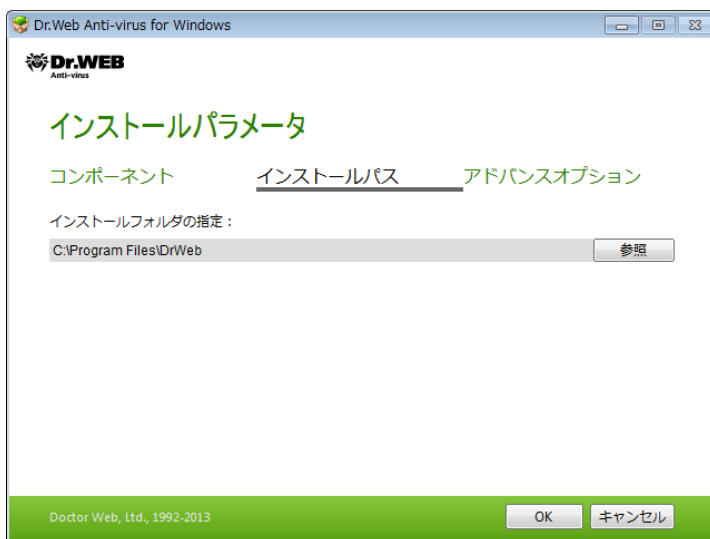 Dr.Web Anti-virus for Windows
Dr.WEB
Anti-virus
インストールパラメータ
コンポーネント インストールパス アドバンスオプション
インストールフォルダの指定：
C:\Program Files\DrWeb 参照
Doctor Web, Ltd., 1992-2013 OK キャンセル